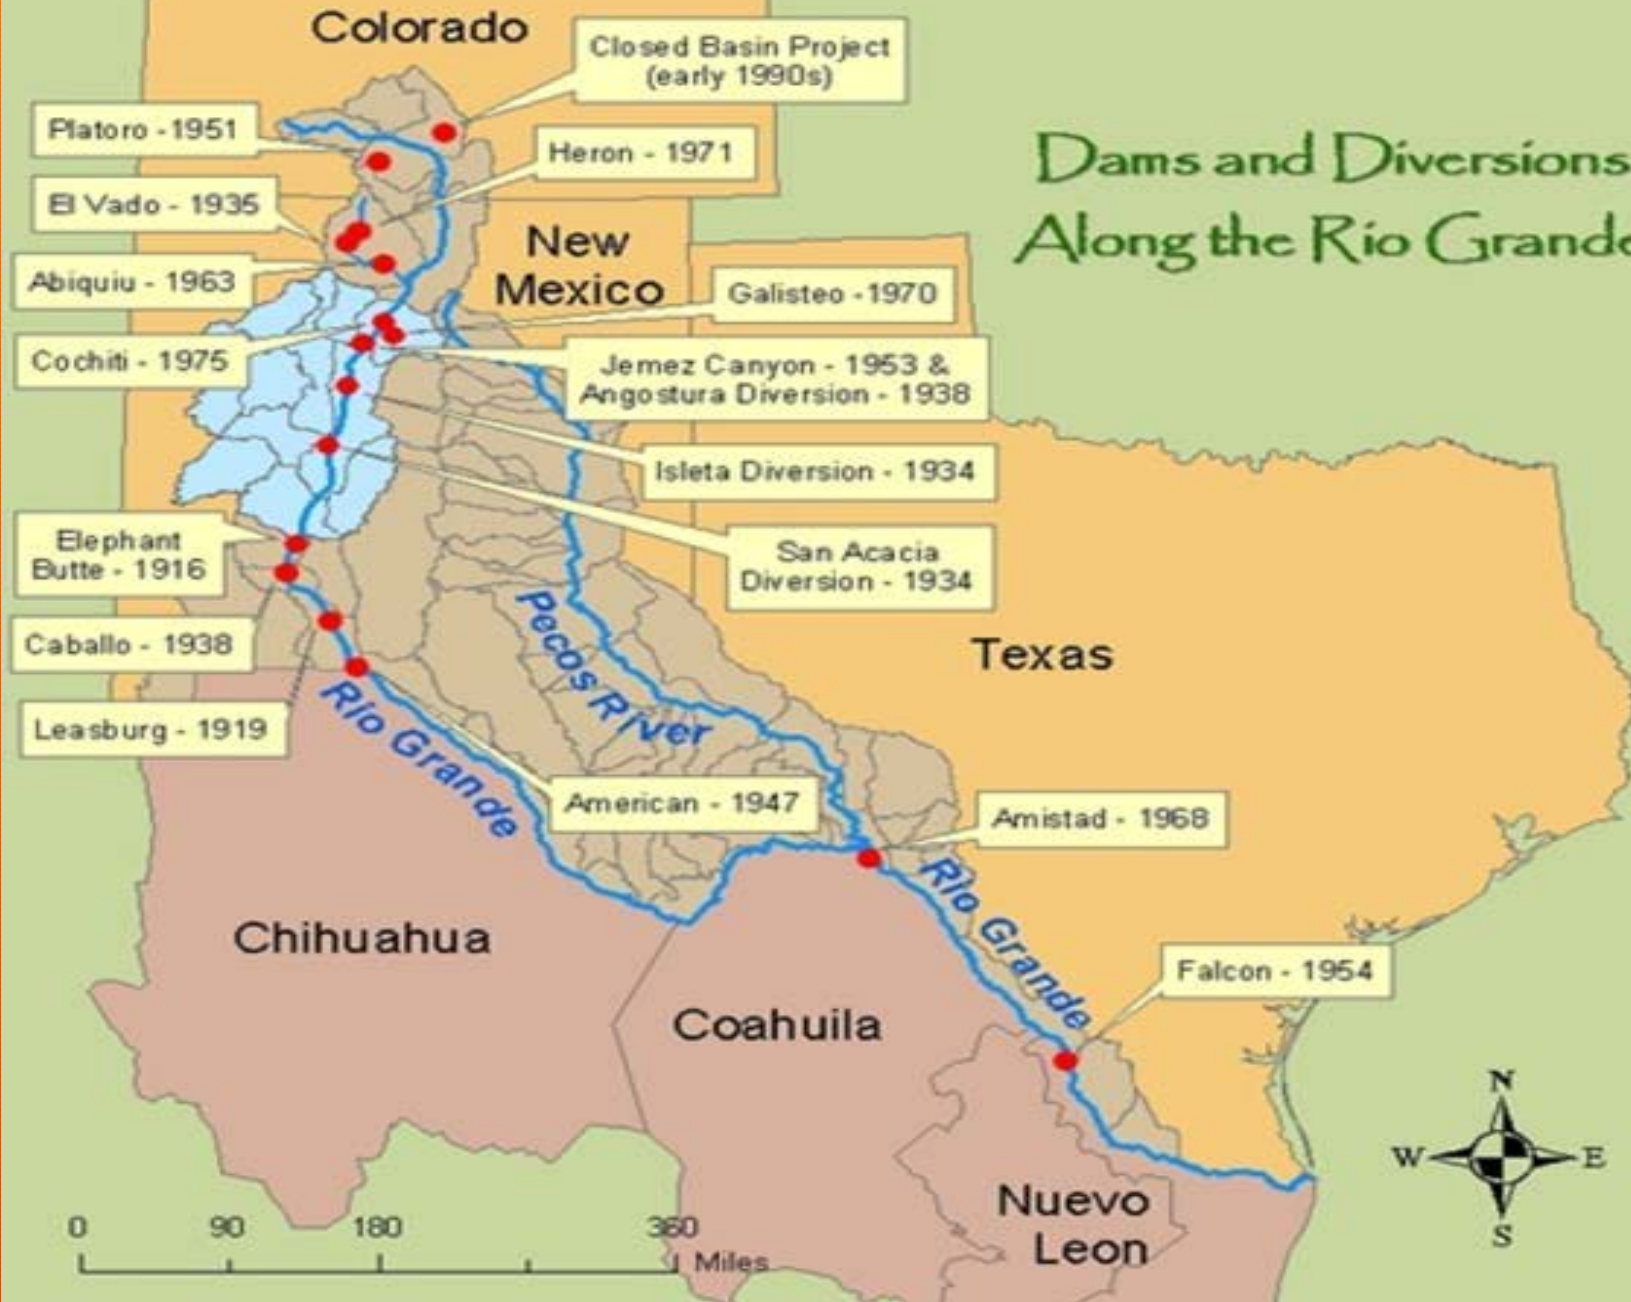 Colorado
Closed Basin Project
(early 1990s)
Platoro -1951
Heron - 1971
Dams and Diversions
Along the Rio Grande
El Vado - 1935
New
Mexico
Abiquiu - 1963
Galisteo -1970
Cochiti - 1975
Jemez Canyon - 1953 &
Angostura Diversion - 1938
Isleta Diversion - 1934
Elephant
Butte - 1916
San Acacia
Diversion - 1934
Caballo - 1938
Pecos River
Texas
Leasburg - 1919
Rio Grande
American - 1947
Amistad - 1968
Rio Grande
Chihuahua
Falcon - 1954
Coahuila
N
W E
S
Nuevo
Leon
0 90 180 360
Miles